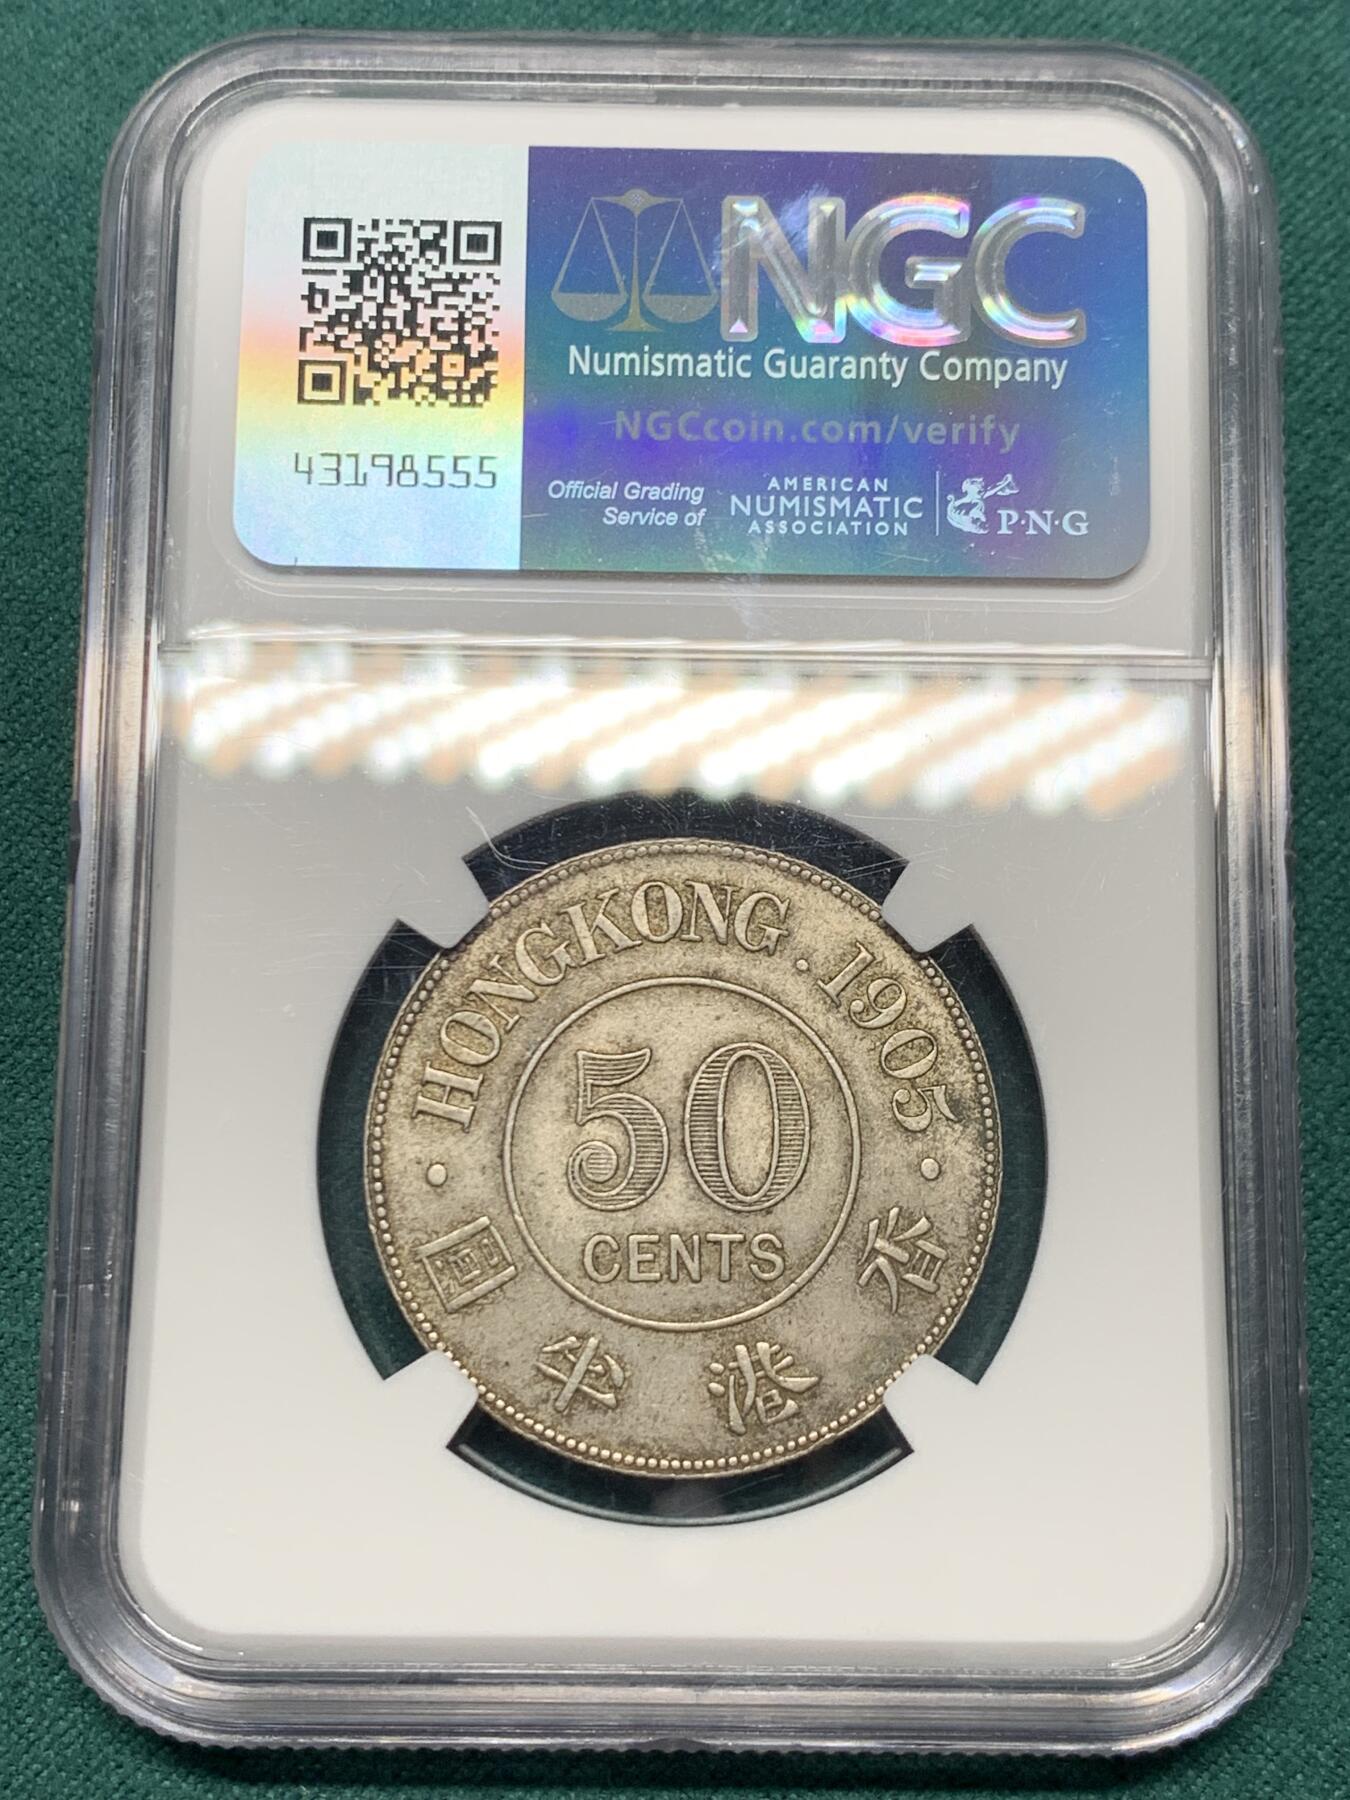 NGC
Numismatic Guaranty Company
NGCcoin.com/verify
43198555
Official Grading
Service of
AMERICAN
NUMISMATIC
ASSOCIATION
P·N·G
· HONGKONG · 1905 ·
50
CENTS
香港半圓